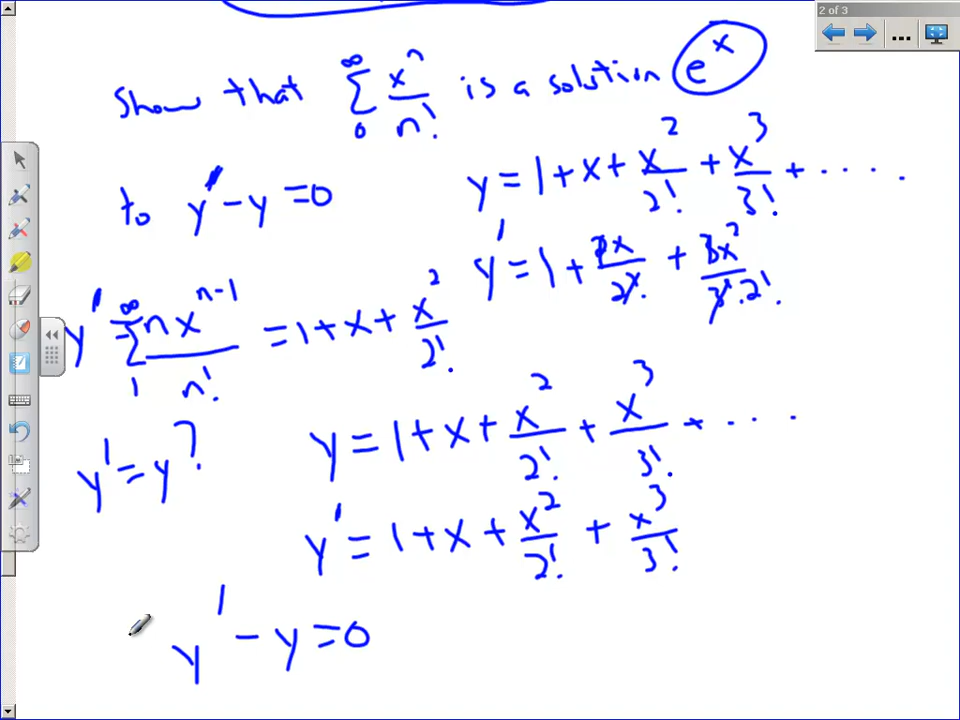 2 of 3
...
Show that ∞ Σ 0 xⁿ/n! is a solution eˣ
to y' - y = 0
y = 1 + x + x²/2! + x³/3! + ....
y' = 1 + 2x/2! + 3x²/3·2!
y' = ∞ Σ 1 nxⁿ⁻¹/n! = 1 + x + x²/2!
y' = y?
y = 1 + x + x²/2! + x³/3! + ....
y' = 1 + x + x²/2! + x³/3!
y' - y = 0